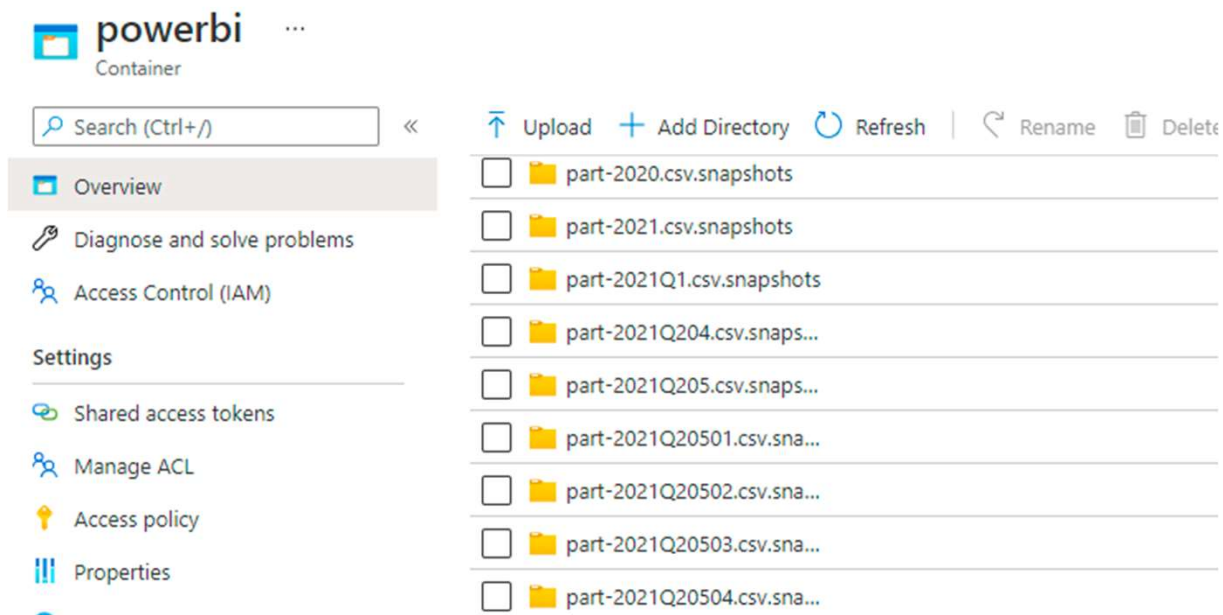 powerbi ...
Container
Search (Ctrl+/) «
Upload Add Directory Refresh Rename Delete
Overview
Diagnose and solve problems
Access Control (IAM)
Settings
Shared access tokens
Manage ACL
Access policy
Properties
part-2020.csv.snapshots
part-2021.csv.snapshots
part-2021Q1.csv.snapshots
part-2021Q204.csv.snaps...
part-2021Q205.csv.snaps...
part-2021Q20501.csv.sna...
part-2021Q20502.csv.sna...
part-2021Q20503.csv.sna...
part-2021Q20504.csv.sna...